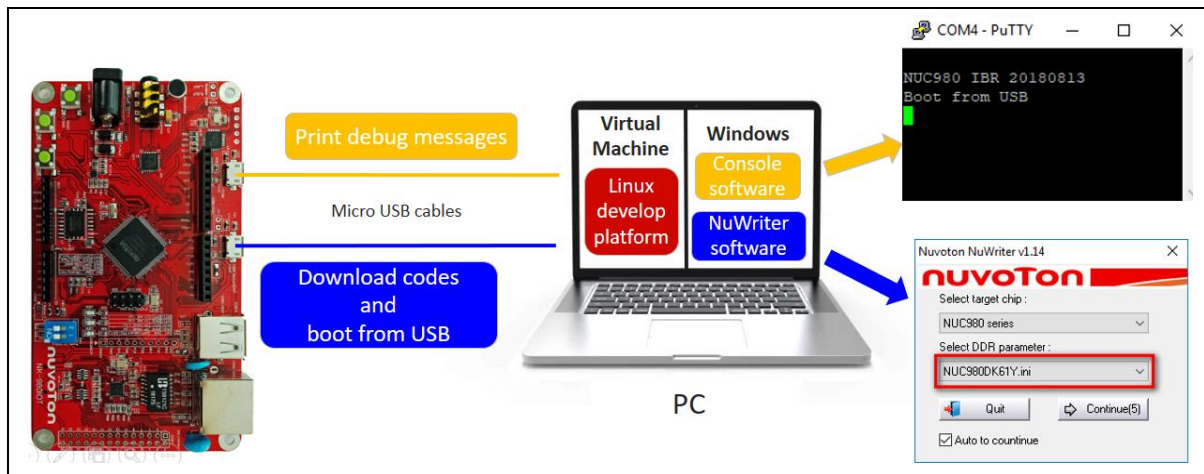 Print debug messages
Micro USB cables
Download codes
and
boot from USB
nuvoTon
Virtual
Machine
Linux
develop
platform
Windows
Console
software
NuWriter
software
PC
COM4 - PuTTY
NUC980 IBR 20180813
Boot from USB
Nuvoton NuWriter v1.14
nuvoTon
Select target chip :
NUC980 series
Select DDR parameter :
NUC980DK61Y.ini
Quit
Continue(5)
Auto to countinue